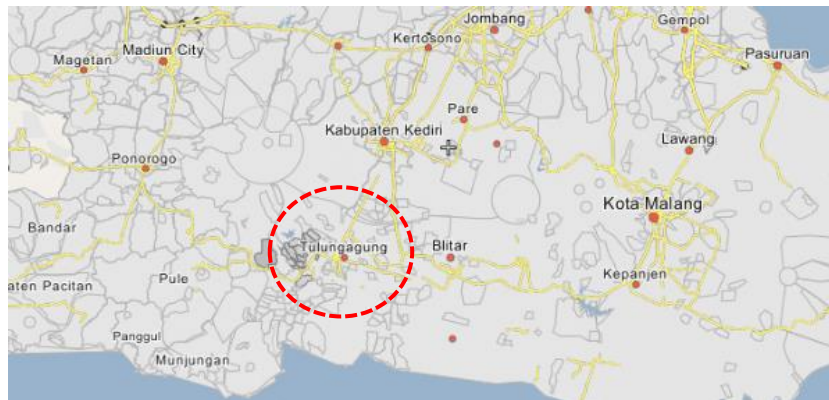 Jombang
Gempol
Kertosono
Madiun City
Magetan
Pasuruan
Pare
Kabupaten Kediri
Lawang
Ponorogo
Kota Malang
Bandar
Tulungagung
Blitar
Pule
Kepanjen
aten Pacitan
Panggul
Munjungan